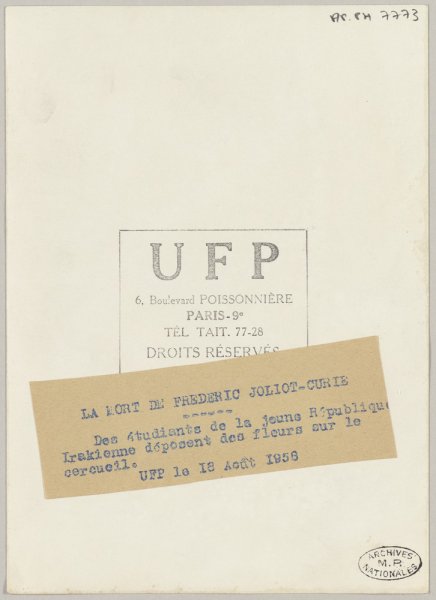 AP.PH 7773
UFP
6, Boulevard POISSONNIÈRE
PARIS-9e
TÉL TAIT. 77-28
DROITS RÉSERVÉS
LA MORT DE FREDERIC JOLIOT-CURIE
------
Des étudiants de la jeune République
Irakienne déposent des fleurs sur le
cercueil.
UFP le 18 Août 1958
ARCHIVES
M.P.
NATIONALES